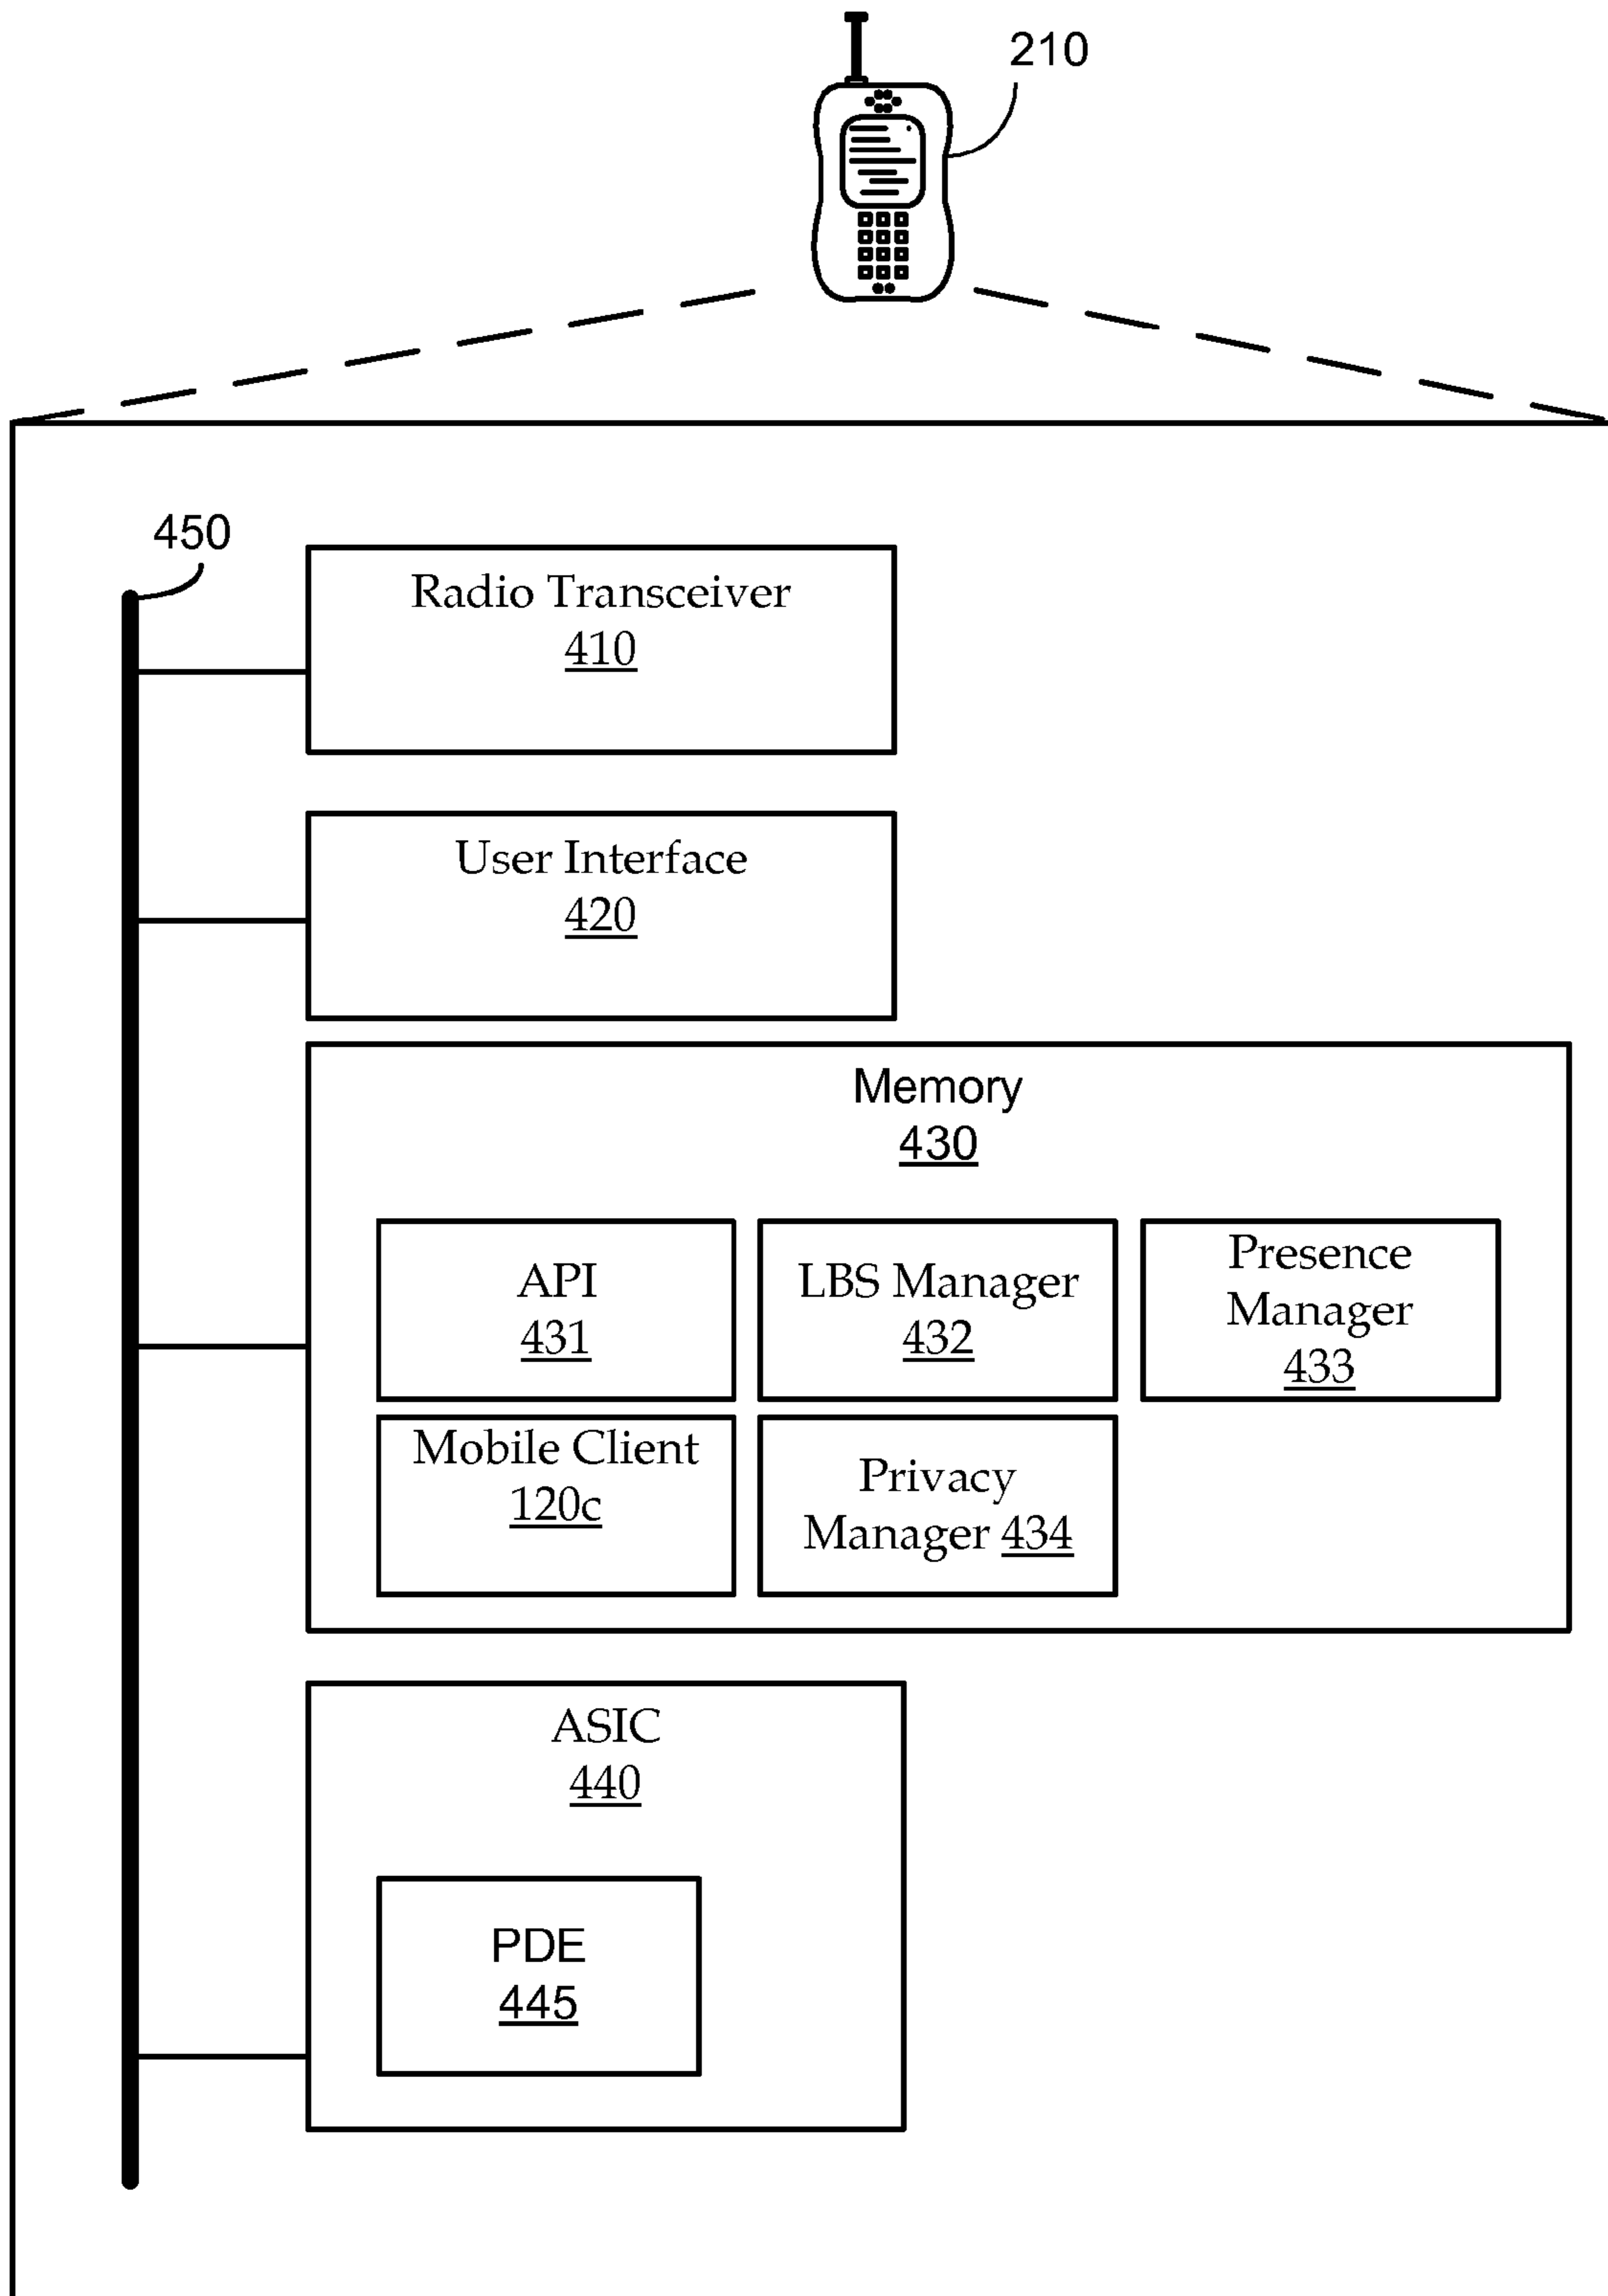 210
450
Radio Transceiver
410
User Interface
420
Memory
430
API
431
LBS Manager
432
Presence
Manager
433
Mobile Client
120c
Privacy
Manager 434
ASIC
440
PDE
445